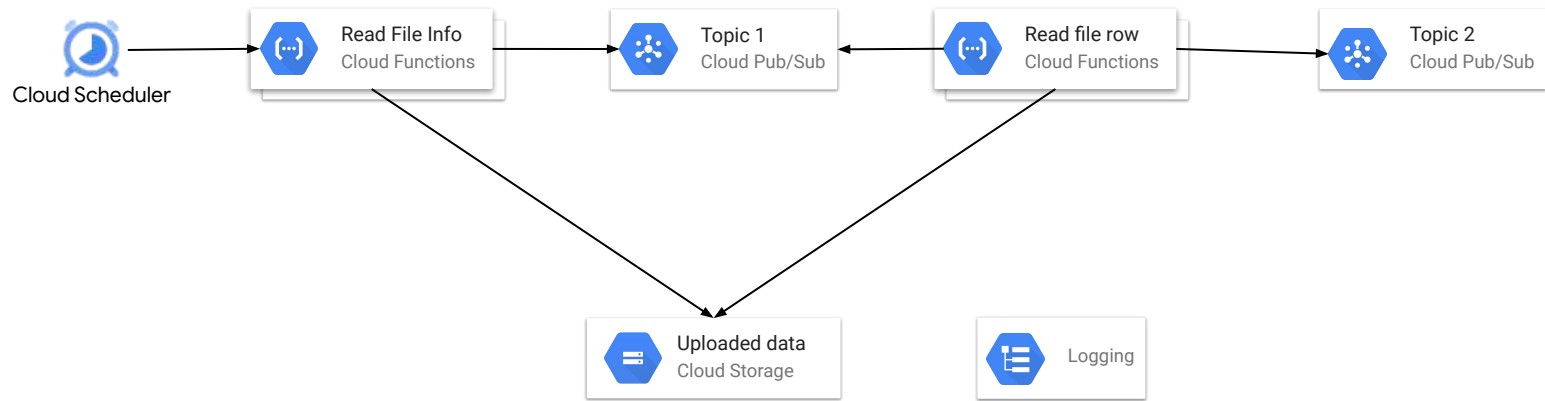 Cloud Scheduler
Read File Info
Cloud Functions
Topic 1
Cloud Pub/Sub
Read file row
Cloud Functions
Topic 2
Cloud Pub/Sub
Uploaded data
Cloud Storage
Logging